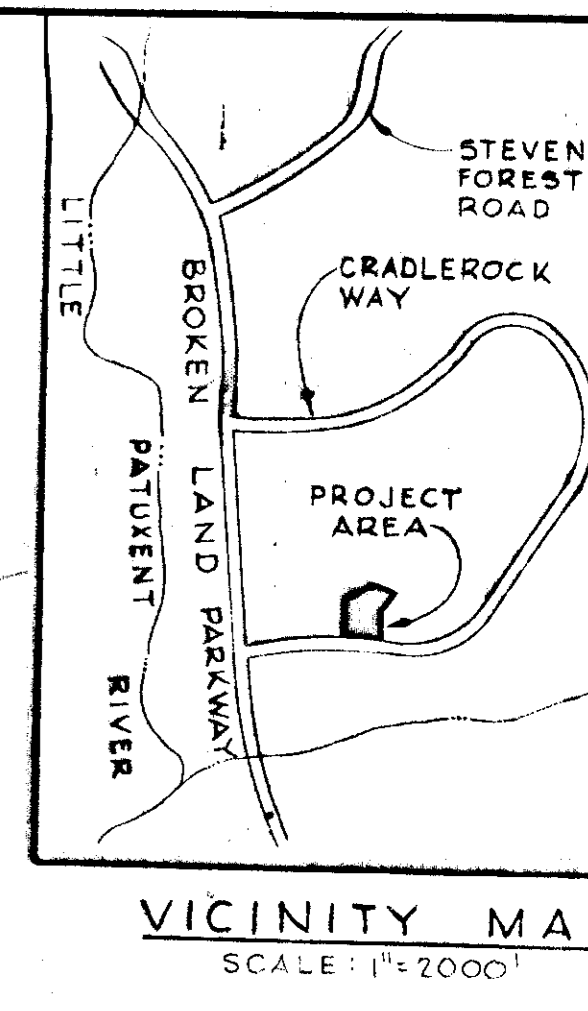 STEVEN
FOREST
ROAD
CRADLEROCK
WAY
LITTLE
PATUXENT
RIVER
BROKEN LAND PARKWAY
PROJECT
AREA
VICINITY MA
SCALE: 1"=2000'